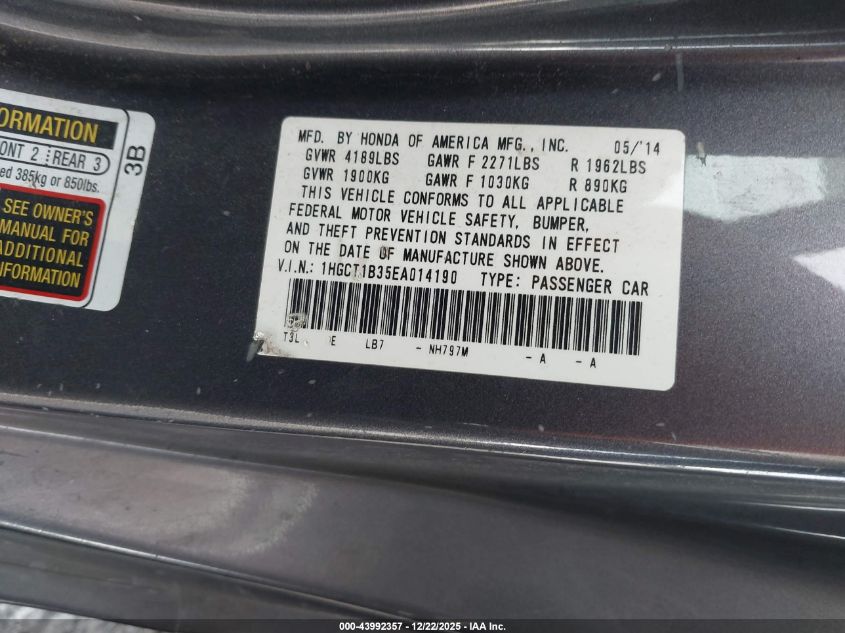 ORMATION
ONT 2 REAR 3
ed 385kg or 850lbs.
3B
SEE OWNER'S
MANUAL FOR
ADDITIONAL
INFORMATION
MFD. BY HONDA OF AMERICA MFG., INC. 05/'14
GVWR 4189LBS GAWR F 2271LBS R 1962LBS
GVWR 1900KG GAWR F 1030KG R 890KG
THIS VEHICLE CONFORMS TO ALL APPLICABLE
FEDERAL MOTOR VEHICLE SAFETY, BUMPER,
AND THEFT PREVENTION STANDARDS IN EFFECT
ON THE DATE OF MANUFACTURE SHOWN ABOVE.
V.I.N.: 1HGCT1B35EA014190 TYPE: PASSENGER CAR
T3L E LB7 - NH797M - A - A
000-43992357 - 12/22/2025 - IAA Inc.